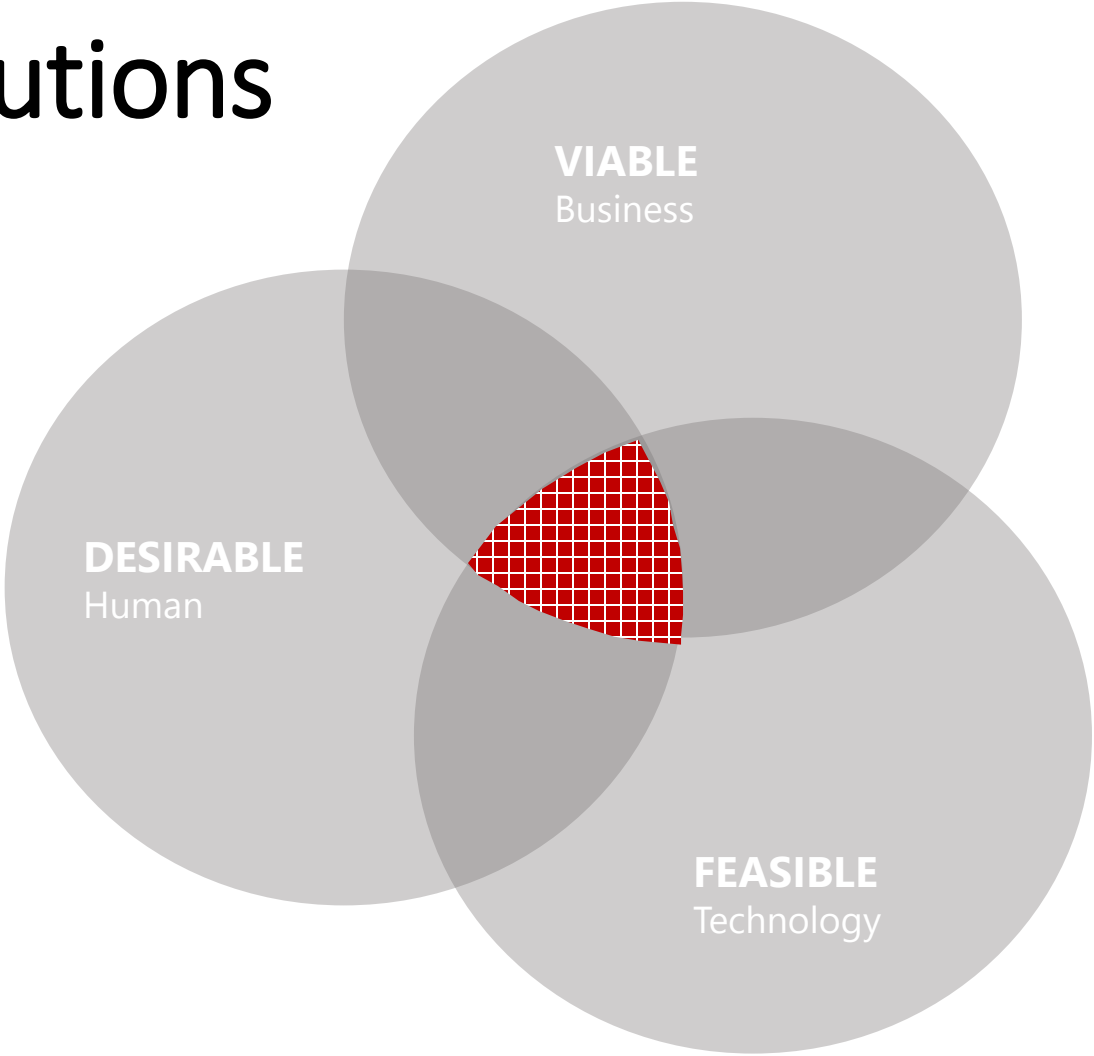 utions
VIABLE
Business
DESIRABLE
Human
FEASIBLE
Technology